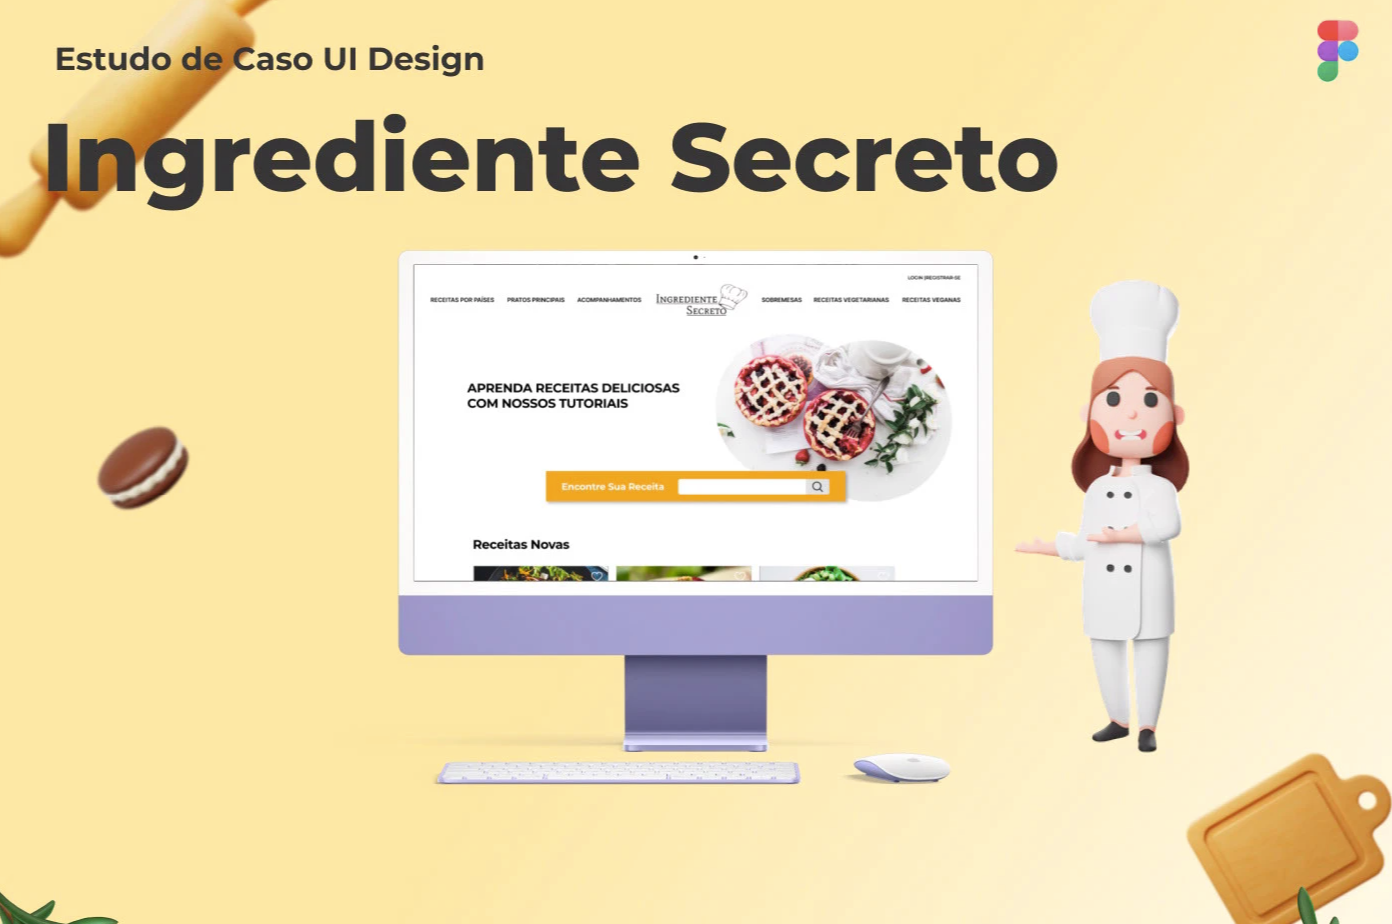 Estudo de Caso UI Design
Ingrediente Secreto
LOGIN |REGISTRAR-SE
RECEITAS POR PAÍSES PRATOS PRINCIPAIS ACOMPANHAMENTOS INGREDIENTE SECRETO SOBREMESAS RECEITAS VEGETARIANAS RECEITAS VEGANAS
APRENDA RECEITAS DELICIOSAS
COM NOSSOS TUTORIAIS
Encontre Sua Receita
Receitas Novas